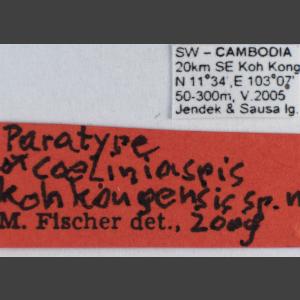 SW – CAMBODIA
20km SE Koh Kong
N 11°34', E 103°07'
50-300m, V.2005
Jendek & Sausa lg.
Paratype
♂ coeliniaspis
kohkongensis sp. n
M. Fischer det., 2009